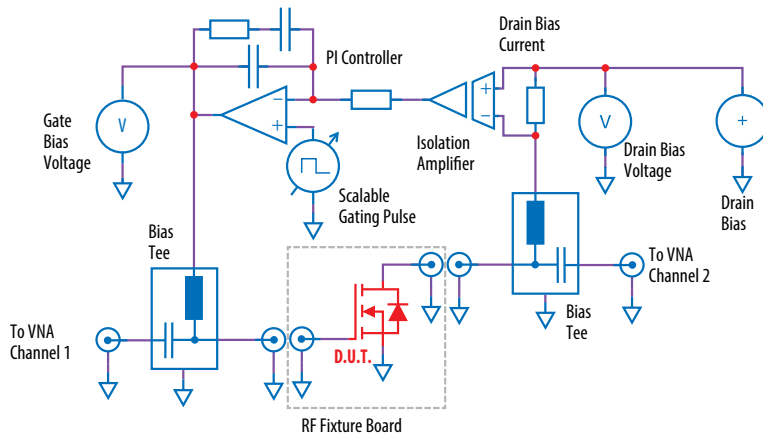 PI Controller
Drain Bias
Current
Gate
Bias
Voltage
V
−
+
+
−
Isolation
Amplifier
V
Drain Bias
Voltage
+
Drain
Bias
Scalable
Gating Pulse
Bias
Tee
To VNA
Channel 2
Bias
Tee
To VNA
Channel 1
D.U.T.
RF Fixture Board